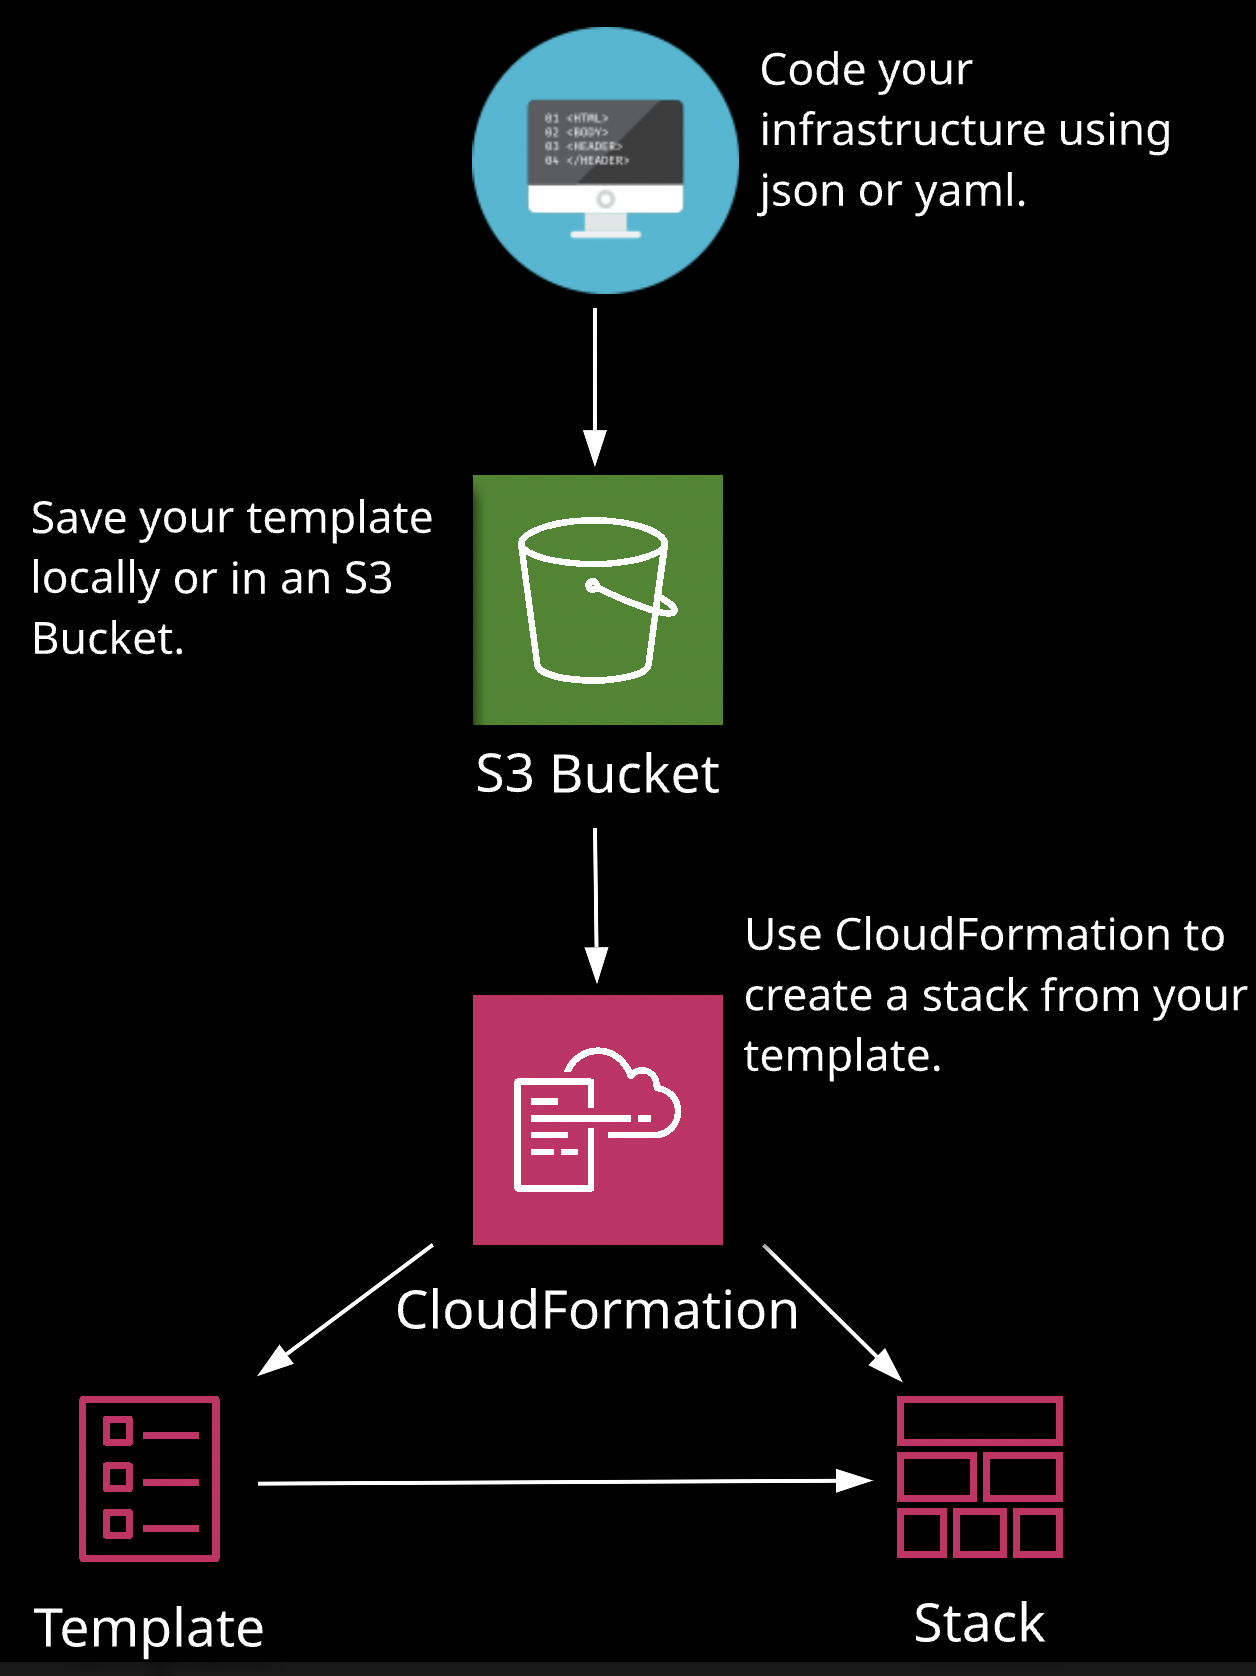 01 <HTML>
02 <BODY>
03 <HEADER>
04 </HEADER>
Code your
infrastructure using
json or yaml.
Save your template
locally or in an S3
Bucket.
S3 Bucket
Use CloudFormation to
create a stack from your
template.
CloudFormation
Template
Stack